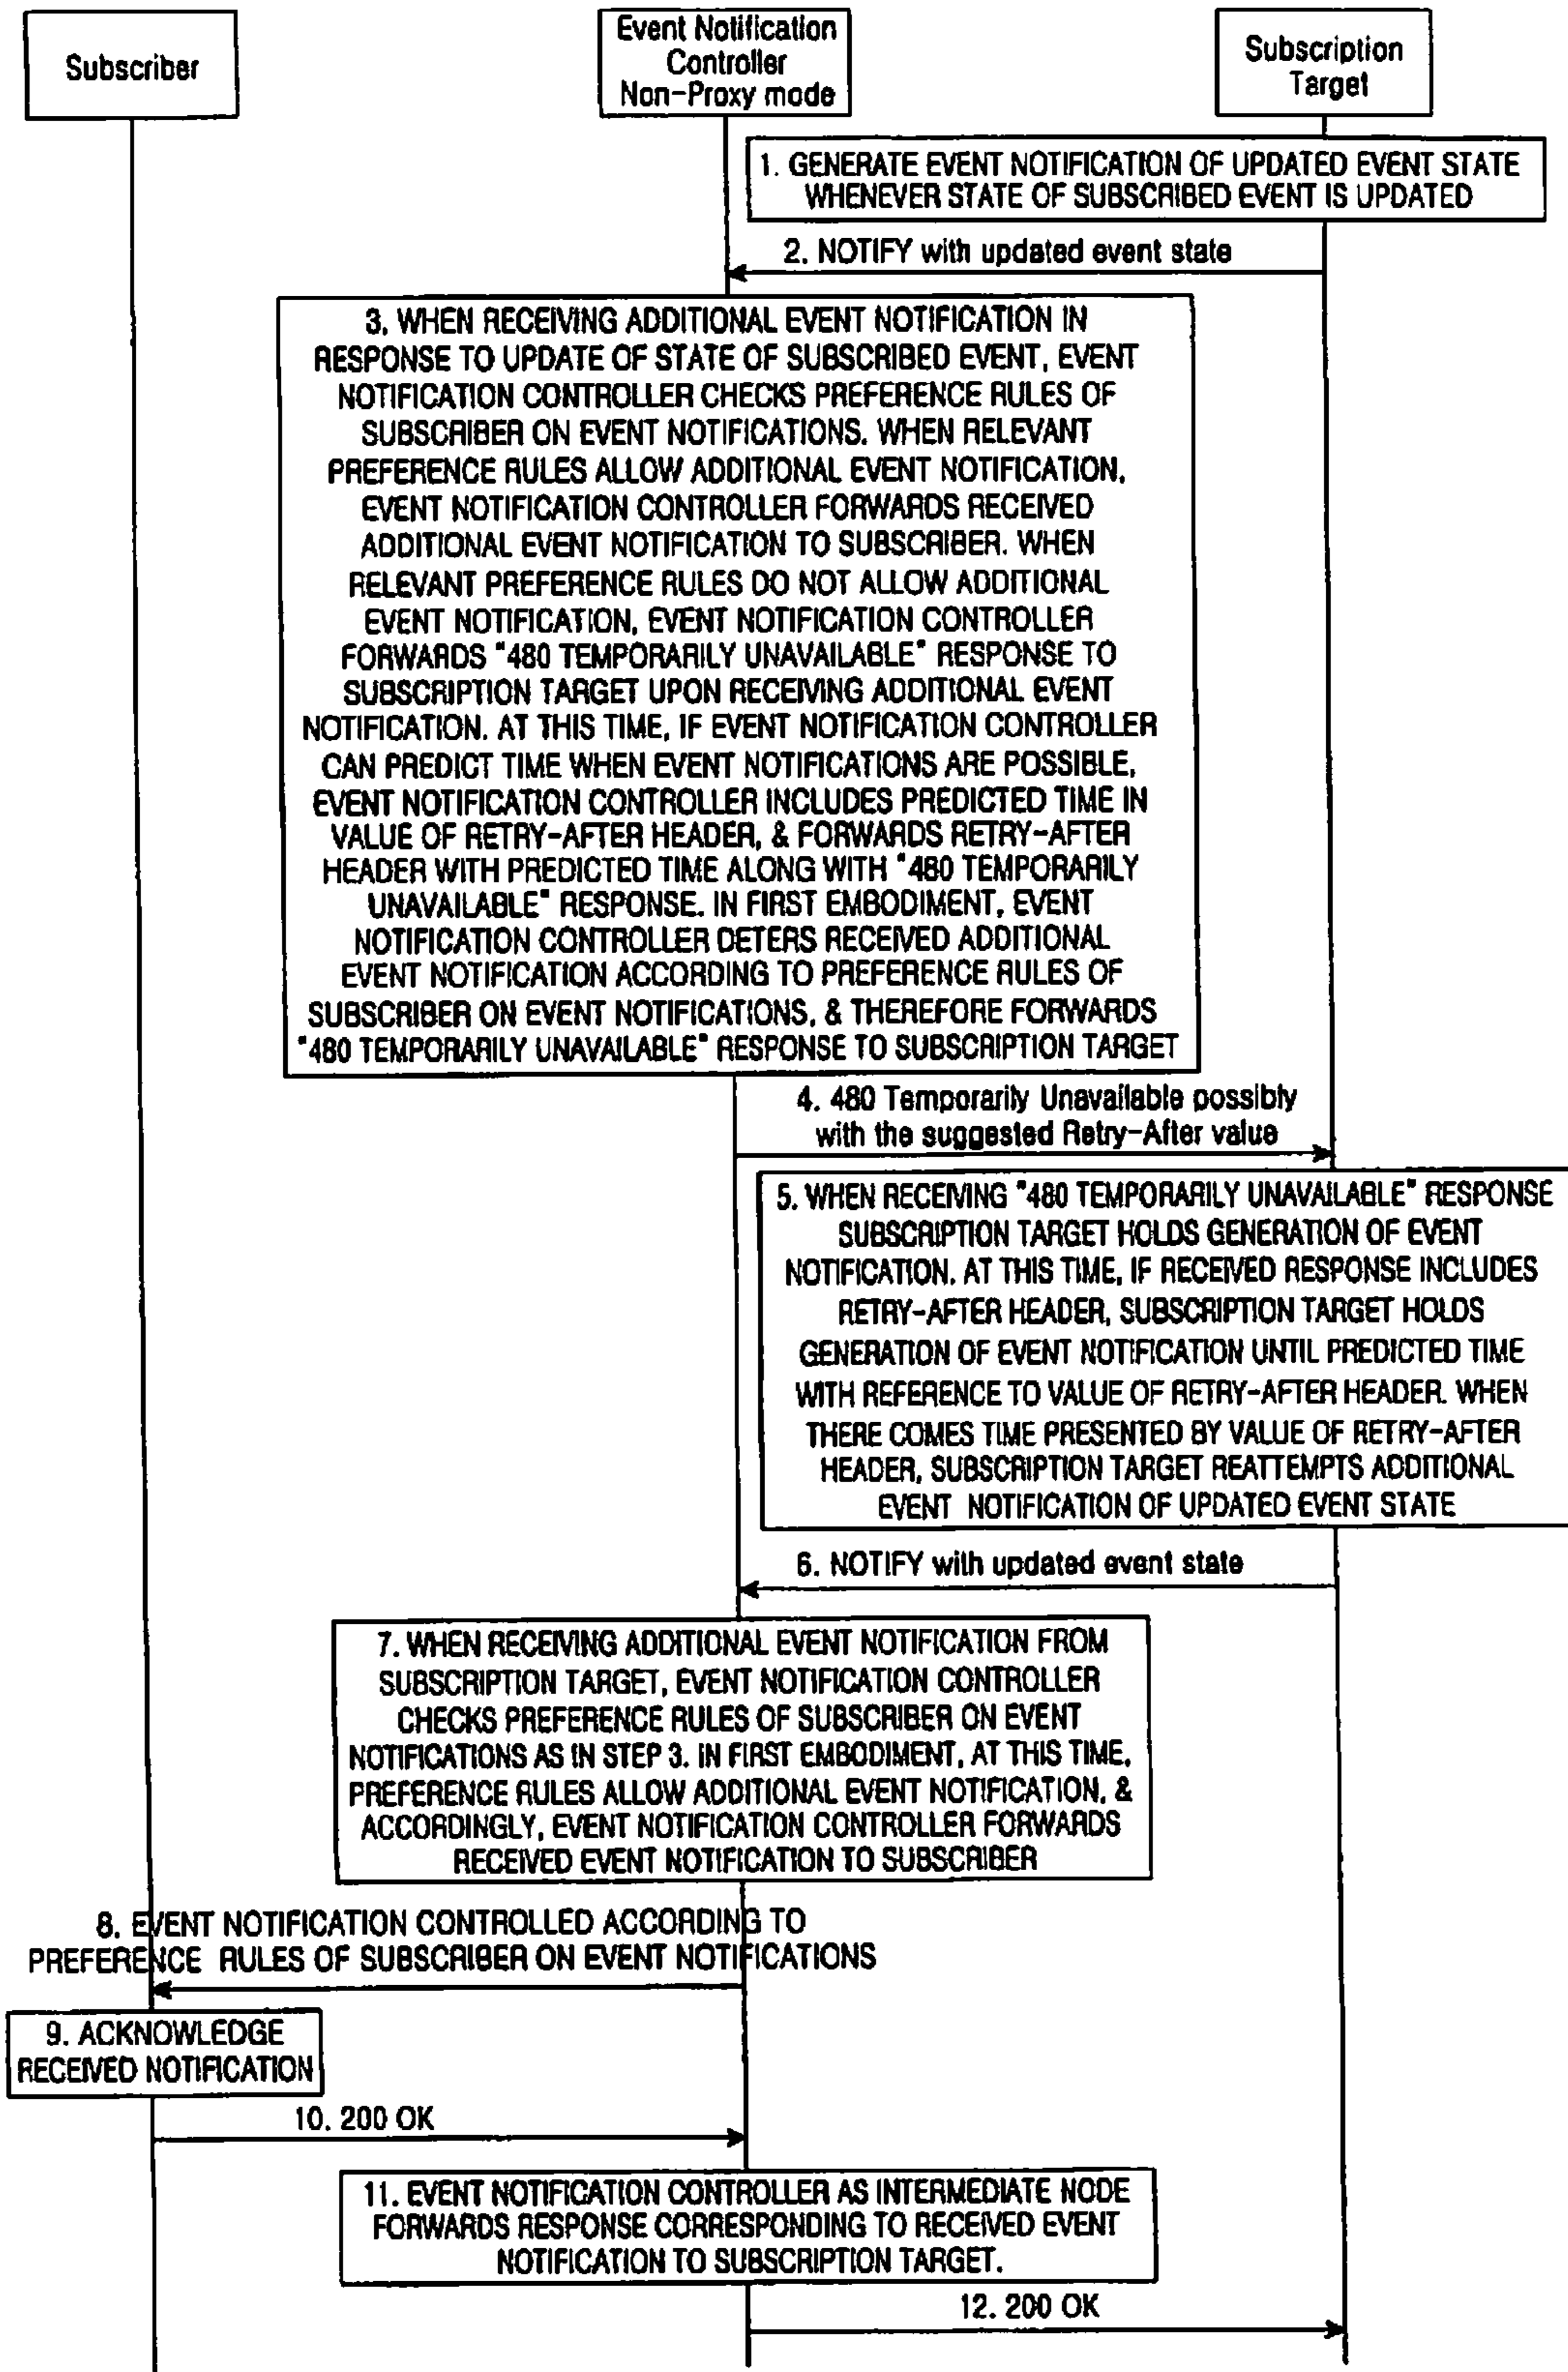 Subscriber
Event Notification
Controller
Non-Proxy mode
Subscription
Target
1. GENERATE EVENT NOTIFICATION OF UPDATED EVENT STATE
WHENEVER STATE OF SUBSCRIBED EVENT IS UPDATED
2. NOTIFY with updated event state
3. WHEN RECEIVING ADDITIONAL EVENT NOTIFICATION IN
RESPONSE TO UPDATE OF STATE OF SUBSCRIBED EVENT, EVENT
NOTIFICATION CONTROLLER CHECKS PREFERENCE RULES OF
SUBSCRIBER ON EVENT NOTIFICATIONS. WHEN RELEVANT
PREFERENCE RULES ALLOW ADDITIONAL EVENT NOTIFICATION,
EVENT NOTIFICATION CONTROLLER FORWARDS RECEIVED
ADDITIONAL EVENT NOTIFICATION TO SUBSCRIBER. WHEN
RELEVANT PREFERENCE RULES DO NOT ALLOW ADDITIONAL
EVENT NOTIFICATION, EVENT NOTIFICATION CONTROLLER
FORWARDS "480 TEMPORARILY UNAVAILABLE" RESPONSE TO
SUBSCRIPTION TARGET UPON RECEIVING ADDITIONAL EVENT
NOTIFICATION. AT THIS TIME, IF EVENT NOTIFICATION CONTROLLER
CAN PREDICT TIME WHEN EVENT NOTIFICATIONS ARE POSSIBLE,
EVENT NOTIFICATION CONTROLLER INCLUDES PREDICTED TIME IN
VALUE OF RETRY-AFTER HEADER, & FORWARDS RETRY-AFTER
HEADER WITH PREDICTED TIME ALONG WITH "480 TEMPORARILY
UNAVAILABLE" RESPONSE. IN FIRST EMBODIMENT, EVENT
NOTIFICATION CONTROLLER DETERS RECEIVED ADDITIONAL
EVENT NOTIFICATION ACCORDING TO PREFERENCE RULES OF
SUBSCRIBER ON EVENT NOTIFICATIONS, & THEREFORE FORWARDS
"480 TEMPORARILY UNAVAILABLE" RESPONSE TO SUBSCRIPTION TARGET
4. 480 Temporarily Unavailable possibly
with the suggested Retry-After value
5. WHEN RECEIVING "480 TEMPORARILY UNAVAILABLE" RESPONSE
SUBSCRIPTION TARGET HOLDS GENERATION OF EVENT
NOTIFICATION. AT THIS TIME, IF RECEIVED RESPONSE INCLUDES
RETRY-AFTER HEADER, SUBSCRIPTION TARGET HOLDS
GENERATION OF EVENT NOTIFICATION UNTIL PREDICTED TIME
WITH REFERENCE TO VALUE OF RETRY-AFTER HEADER. WHEN
THERE COMES TIME PRESENTED BY VALUE OF RETRY-AFTER
HEADER, SUBSCRIPTION TARGET REATTEMPTS ADDITIONAL
EVENT NOTIFICATION OF UPDATED EVENT STATE
6. NOTIFY with updated event state
7. WHEN RECEIVING ADDITIONAL EVENT NOTIFICATION FROM
SUBSCRIPTION TARGET, EVENT NOTIFICATION CONTROLLER
CHECKS PREFERENCE RULES OF SUBSCRIBER ON EVENT
NOTIFICATIONS AS IN STEP 3. IN FIRST EMBODIMENT, AT THIS TIME,
PREFERENCE RULES ALLOW ADDITIONAL EVENT NOTIFICATION, &
ACCORDINGLY, EVENT NOTIFICATION CONTROLLER FORWARDS
RECEIVED EVENT NOTIFICATION TO SUBSCRIBER
8. EVENT NOTIFICATION CONTROLLED ACCORDING TO
PREFERENCE RULES OF SUBSCRIBER ON EVENT NOTIFICATIONS
9. ACKNOWLEDGE
RECEIVED NOTIFICATION
10. 200 OK
11. EVENT NOTIFICATION CONTROLLER AS INTERMEDIATE NODE
FORWARDS RESPONSE CORRESPONDING TO RECEIVED EVENT
NOTIFICATION TO SUBSCRIPTION TARGET.
12. 200 OK